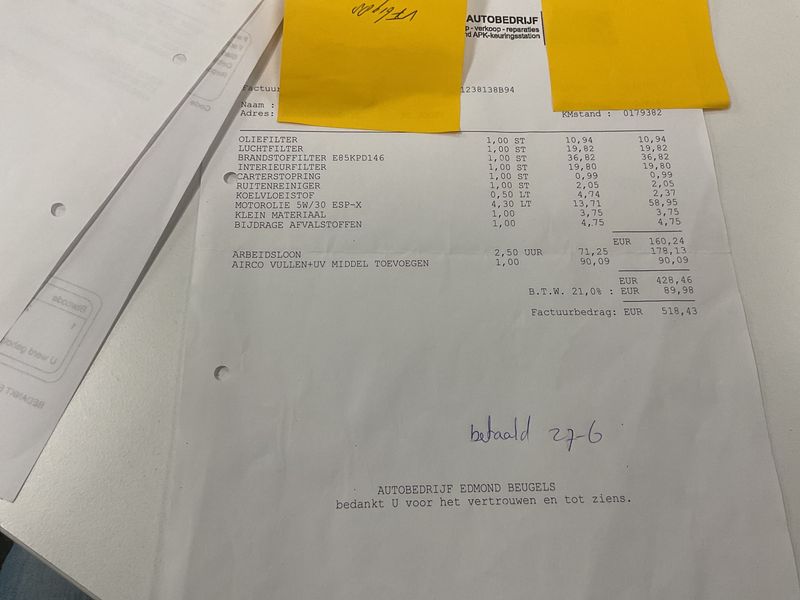 AUTOBEDRIJF
p - verkoop - reparaties
nd APK-keuringsstation
Factuur 1238138B94
Naam :
Adres: KMstand : 0179382
OLIEFILTER 1,00 ST 10,94 10,94
LUCHTFILTER 1,00 ST 19,82 19,82
BRANDSTOFFILTER E85KPD146 1,00 ST 36,82 36,82
INTERIEURFILTER 1,00 ST 19,80 19,80
CARTERSTOPRING 1,00 ST 0,99 0,99
RUITENREINIGER 1,00 ST 2,05 2,05
KOELVLOEISTOF 0,50 LT 4,74 2,37
MOTOROLIE 5W/30 ESP-X 4,30 LT 13,71 58,95
KLEIN MATERIAAL 1,00 3,75 3,75
BIJDRAGE AFVALSTOFFEN 1,00 4,75 4,75
EUR 160,24
ARBEIDSLOON 2,50 UUR 71,25 178,13
AIRCO VULLEN+UV MIDDEL TOEVOEGEN 1,00 90,09 90,09
EUR 428,46
B.T.W. 21,0% : EUR 89,98
Factuurbedrag: EUR 518,43
betaald 27-6
AUTOBEDRIJF EDMOND BEUGELS
bedankt U voor het vertrouwen en tot ziens.